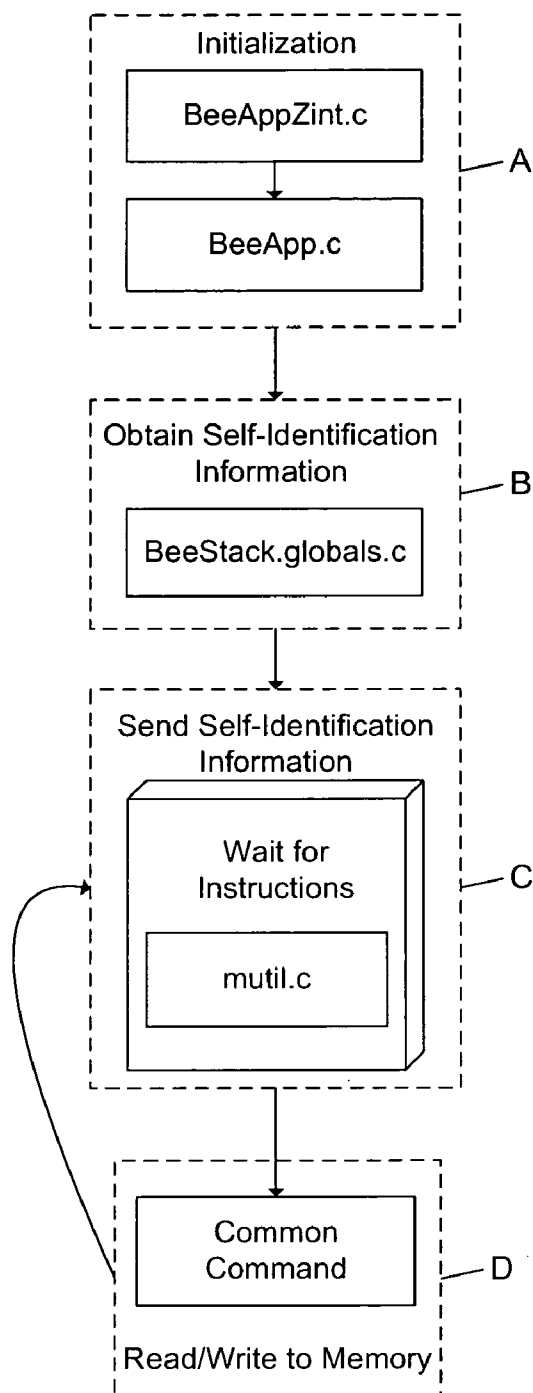 Initialization
BeeAppZint.c
A
BeeApp.c
Obtain Self-Identification
Information
B
BeeStack.globals.c
Send Self-Identification
Information
Wait for
Instructions
C
mutil.c
Common
Command
D
Read/Write to Memory